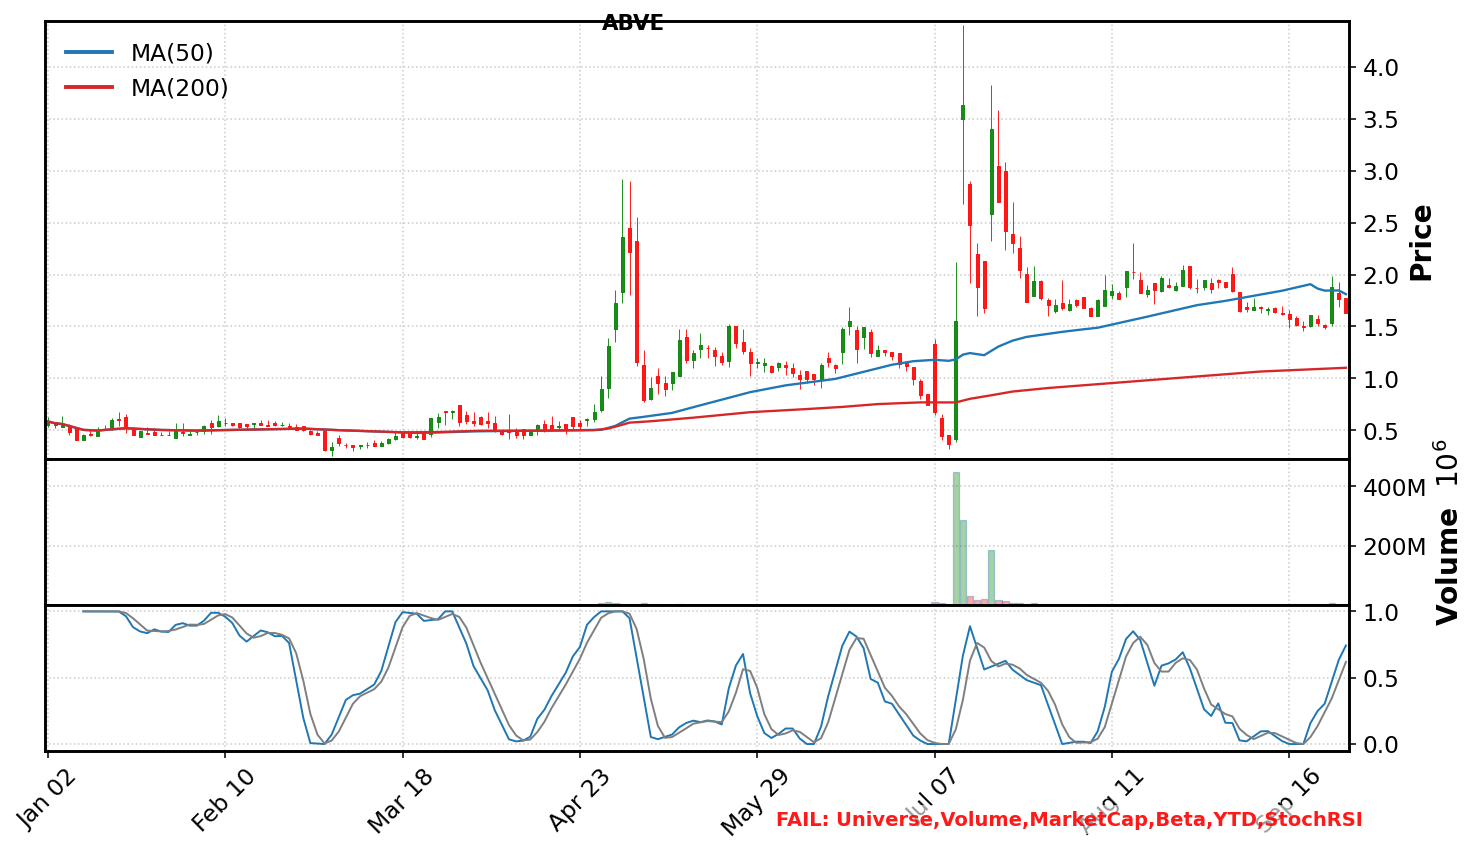 ABVE
MA(50)
MA(200)
4.0
3.5
3.0
2.5
2.0
1.5
1.0
0.5
Price
400M
200M
Volume 10^6
1.0
0.5
0.0
Jan 02
Feb 10
Mar 18
Apr 23
May 29
Jul 07
Aug 11
Sep 16
FAIL: Universe,Volume,MarketCap,Beta,YTD,StochRSI